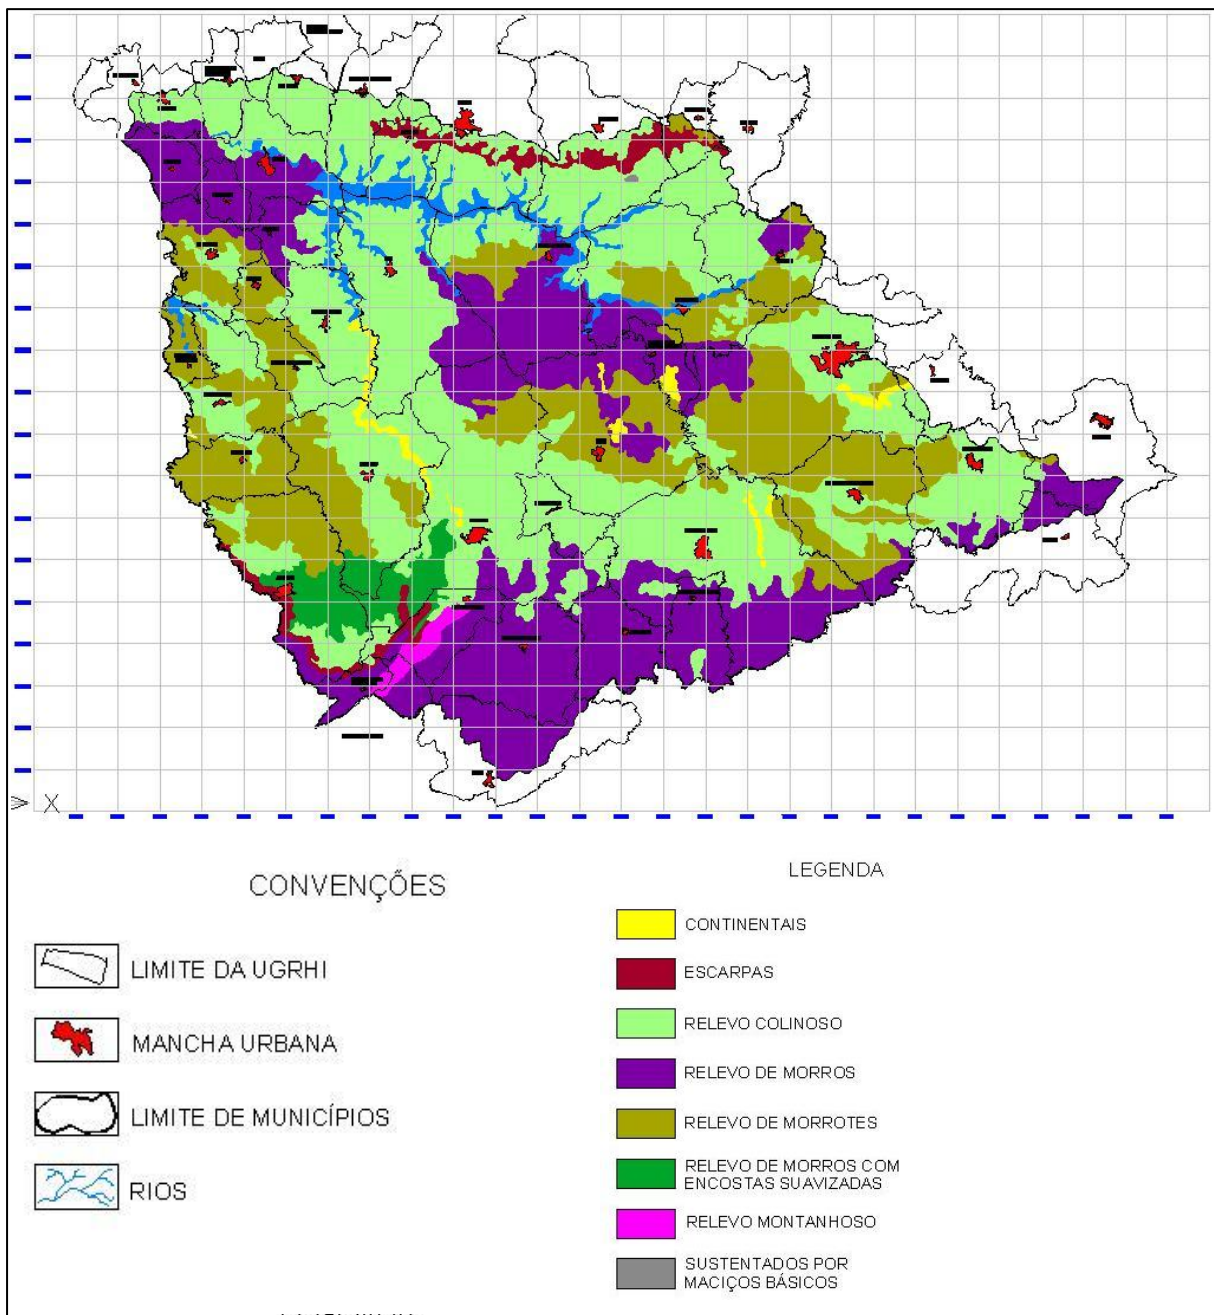 X
CONVENÇÕES
LIMITE DA UGRHI
MANCHA URBANA
LIMITE DE MUNICÍPIOS
RIOS
LEGENDA
CONTINENTAIS
ESCARPAS
RELEVO COLINOSO
RELEVO DE MORROS
RELEVO DE MORROTES
RELEVO DE MORROS COM
ENCOSTAS SUAVIZADAS
RELEVO MONTANHOSO
SUSTENTADOS POR
MACIÇOS BÁSICOS